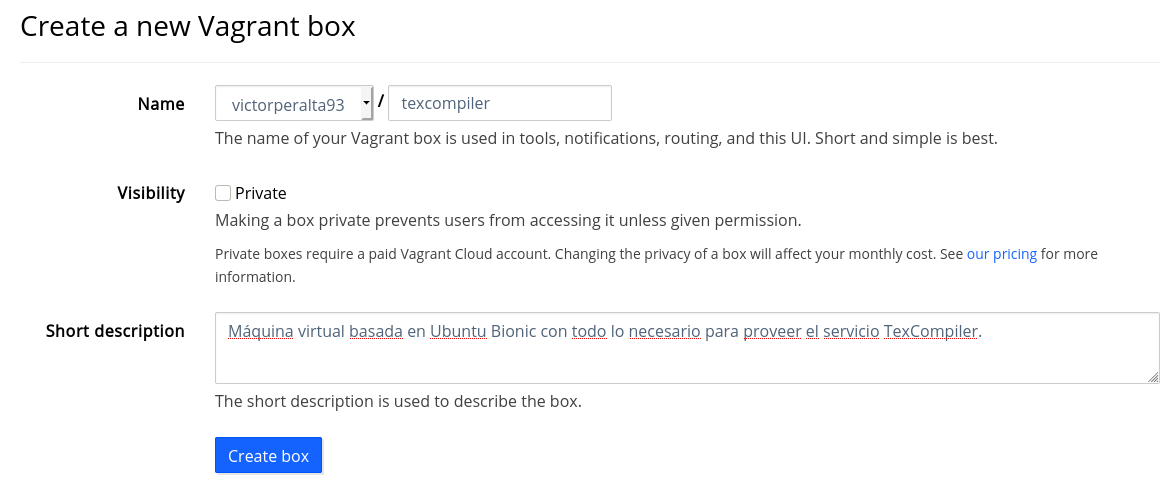 Create a new Vagrant box
Name victorperalta93 / texcompiler
The name of your Vagrant box is used in tools, notifications, routing, and this UI. Short and simple is best.
Visibility Private
Making a box private prevents users from accessing it unless given permission.
Private boxes require a paid Vagrant Cloud account. Changing the privacy of a box will affect your monthly cost. See our pricing for more
information.
Short description Máquina virtual basada en Ubuntu Bionic con todo lo necesario para proveer el servicio TexCompiler.
The short description is used to describe the box.
Create box